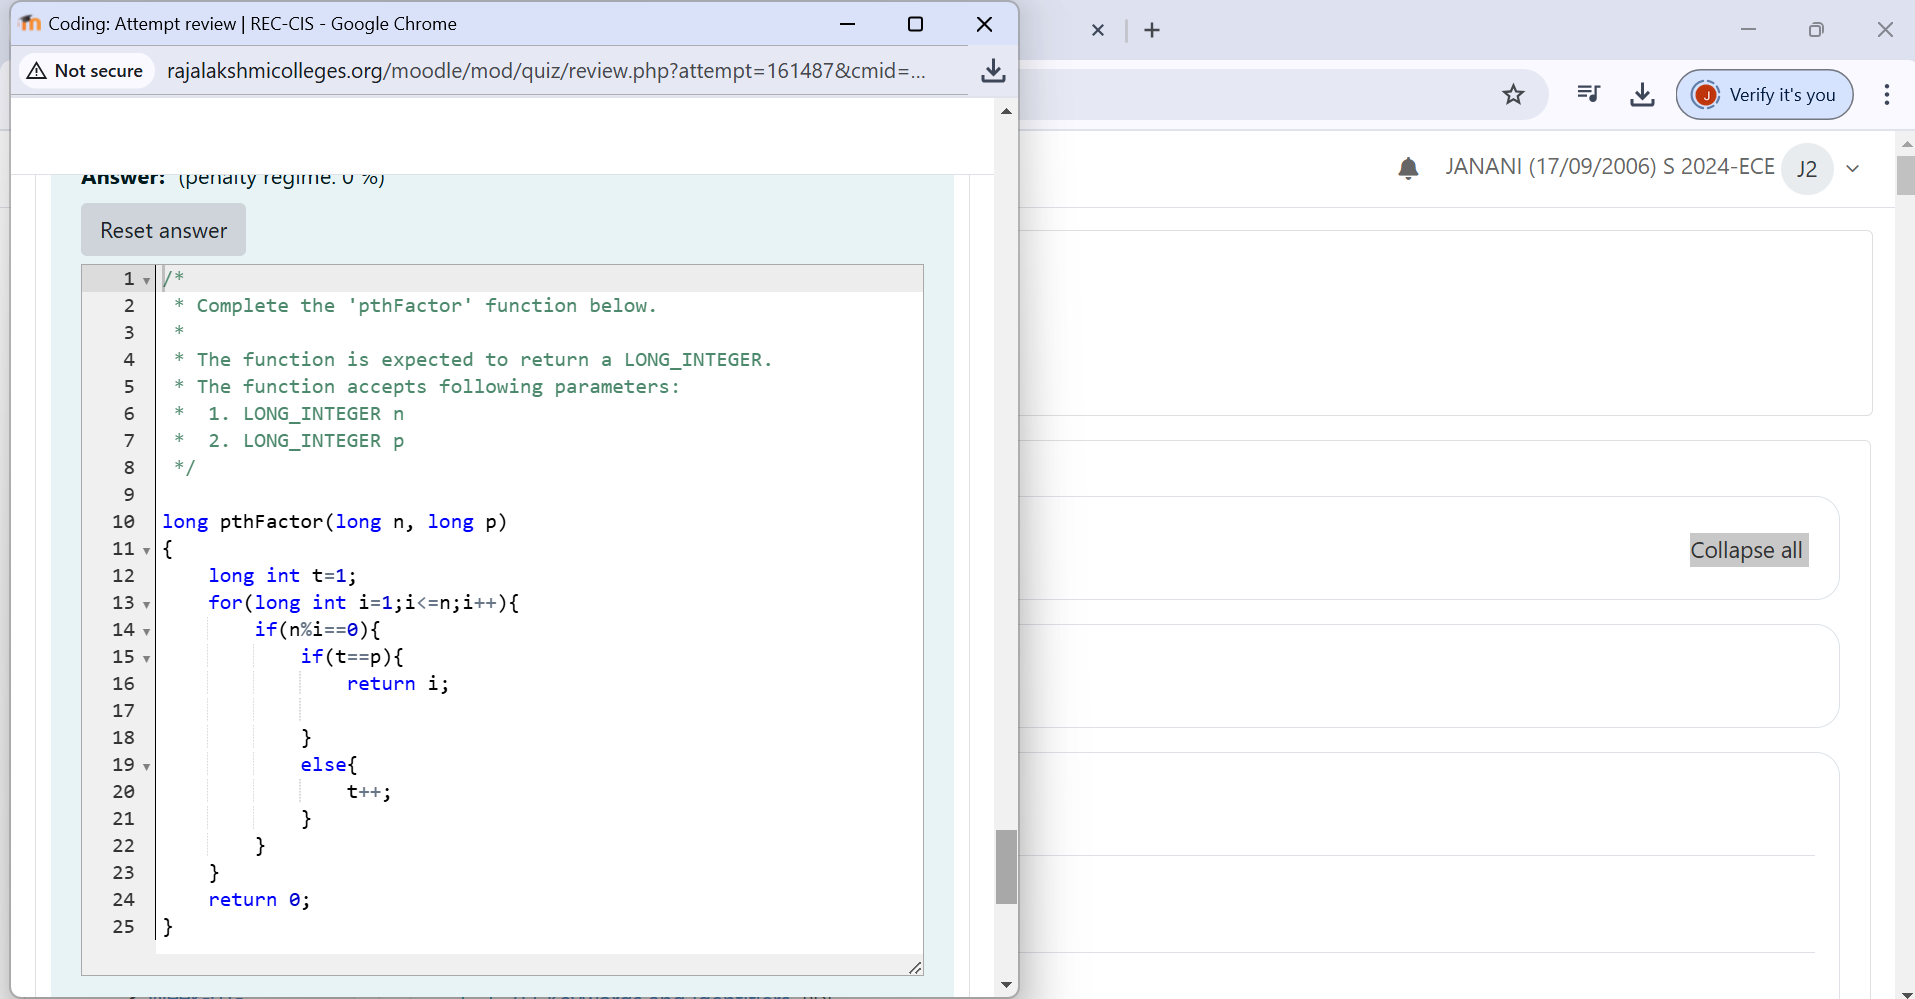 Coding: Attempt review | REC-CIS - Google Chrome
Not secure
rajalakshmicolleges.org/moodle/mod/quiz/review.php?attempt=161487&cmid=...
Verify it's you
JANANI (17/09/2006) S 2024-ECE
J2
Answer: (penalty regime: 0 %)
Reset answer
1 /*
2 * Complete the 'pthFactor' function below.
3 *
4 * The function is expected to return a LONG_INTEGER.
5 * The function accepts following parameters:
6 * 1. LONG_INTEGER n
7 * 2. LONG_INTEGER p
8 */
9
10 long pthFactor(long n, long p)
11 {
12 long int t=1;
13 for(long int i=1;i<=n;i++){
14 if(n%i==0){
15 if(t==p){
16 return i;
17
18 }
19 else{
20 t++;
21 }
22 }
23 }
24 return 0;
25 }
Collapse all